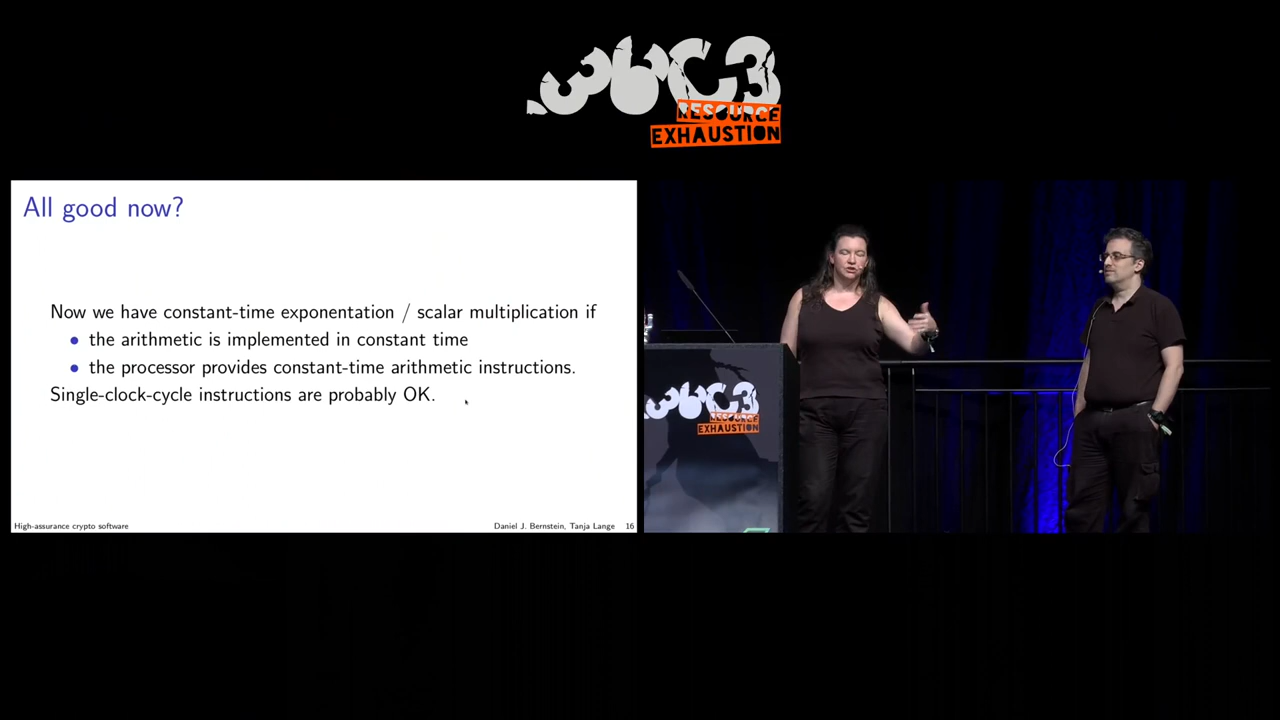 36C3
RESOURCE
EXHAUSTION
All good now?
Now we have constant-time exponentation / scalar multiplication if
• the arithmetic is implemented in constant time
• the processor provides constant-time arithmetic instructions.
Single-clock-cycle instructions are probably OK.
High-assurance crypto software
Daniel J. Bernstein, Tanja Lange 16
36C3
RESOURCE
EXHAUSTION